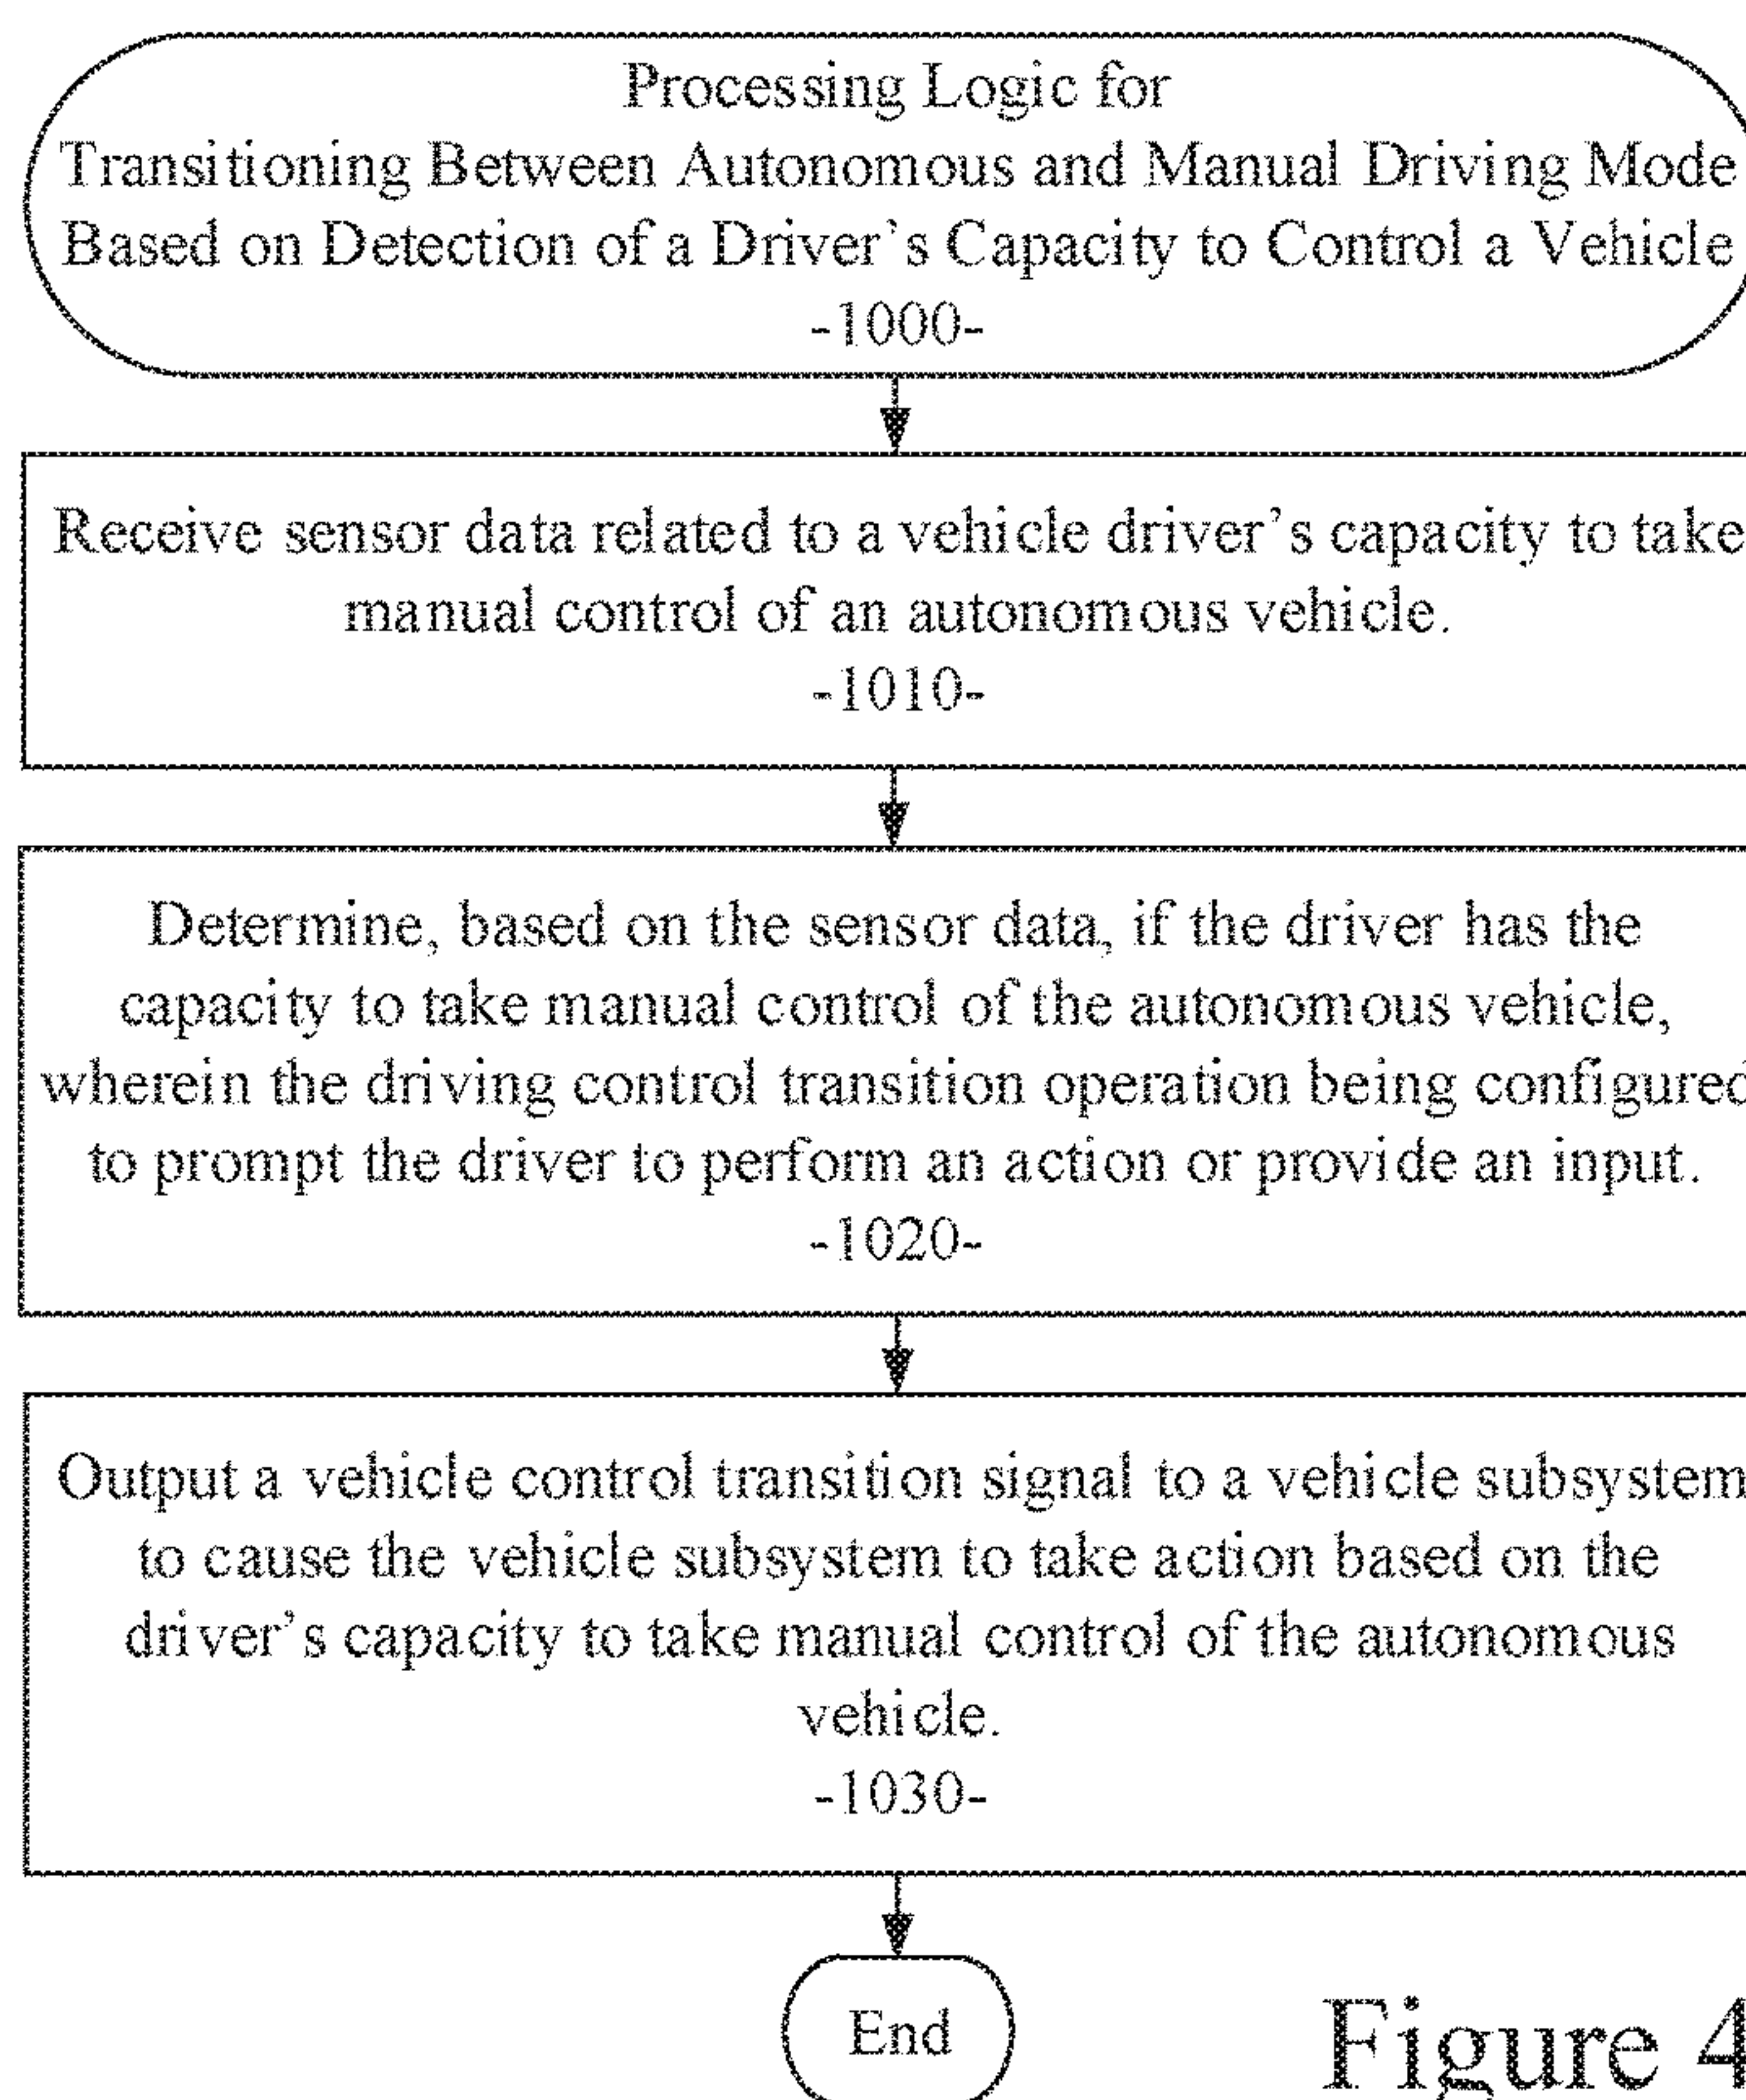 Processing Logic for
Transitioning Between Autonomous and Manual Driving Mode
Based on Detection of a Driver's Capacity to Control a Vehicle
-1000-
Receive sensor data related to a vehicle driver's capacity to take
manual control of an autonomous vehicle.
-1010-
Determine, based on the sensor data, if the driver has the
capacity to take manual control of the autonomous vehicle,
wherein the driving control transition operation being configured
to prompt the driver to perform an action or provide an input.
-1020-
Output a vehicle control transition signal to a vehicle subsystem
to cause the vehicle subsystem to take action based on the
driver's capacity to take manual control of the autonomous
vehicle.
-1030-
End
Figure 4